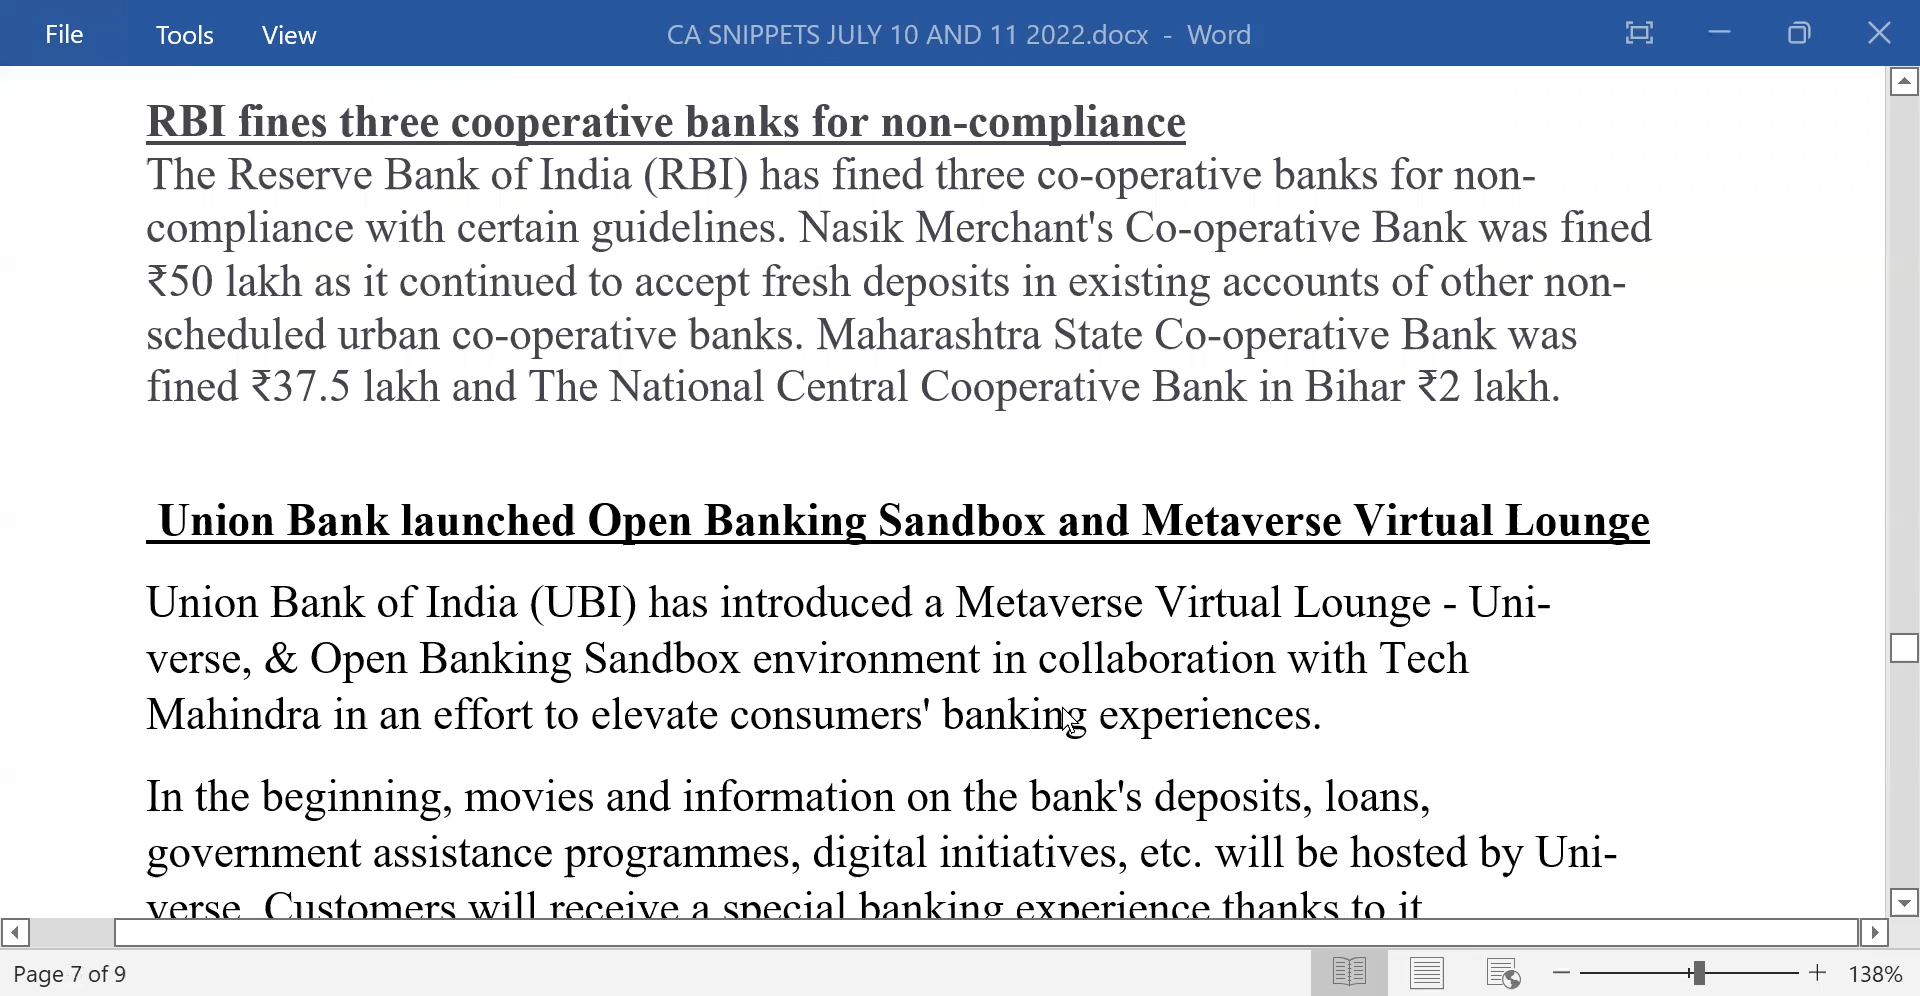 File Tools View CA SNIPPETS JULY 10 AND 11 2022.docx - Word
RBI fines three cooperative banks for non-compliance
The Reserve Bank of India (RBI) has fined three co-operative banks for non-
compliance with certain guidelines. Nasik Merchant's Co-operative Bank was fined
₹50 lakh as it continued to accept fresh deposits in existing accounts of other non-
scheduled urban co-operative banks. Maharashtra State Co-operative Bank was
fined ₹37.5 lakh and The National Central Cooperative Bank in Bihar ₹2 lakh.
Union Bank launched Open Banking Sandbox and Metaverse Virtual Lounge
Union Bank of India (UBI) has introduced a Metaverse Virtual Lounge - Uni-
verse, & Open Banking Sandbox environment in collaboration with Tech
Mahindra in an effort to elevate consumers' banking experiences.
In the beginning, movies and information on the bank's deposits, loans,
government assistance programmes, digital initiatives, etc. will be hosted by Uni-
verse. Customers will receive a special banking experience thanks to it
Page 7 of 9 138%